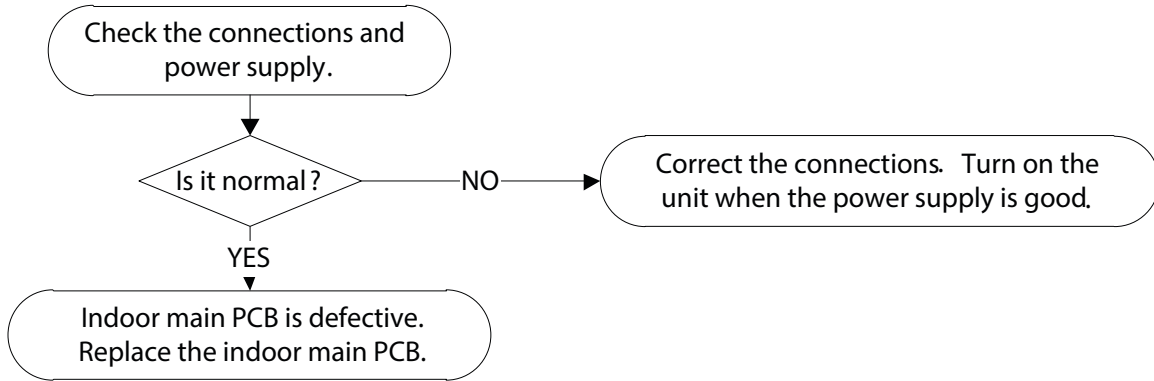 Check the connections and
power supply.
Is it normal?
NO
Correct the connections. Turn on the
unit when the power supply is good.
YES
Indoor main PCB is defective.
Replace the indoor main PCB.